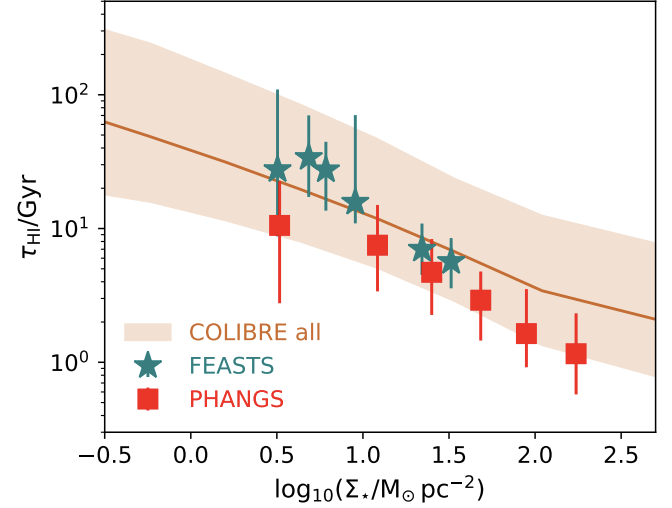 10²
10¹
10⁰
τHI/Gyr
COLIBRE all
FEASTS
PHANGS
−0.5 0.0 0.5 1.0 1.5 2.0 2.5
log₁₀(Σ⋆/M⊙ pc⁻²)